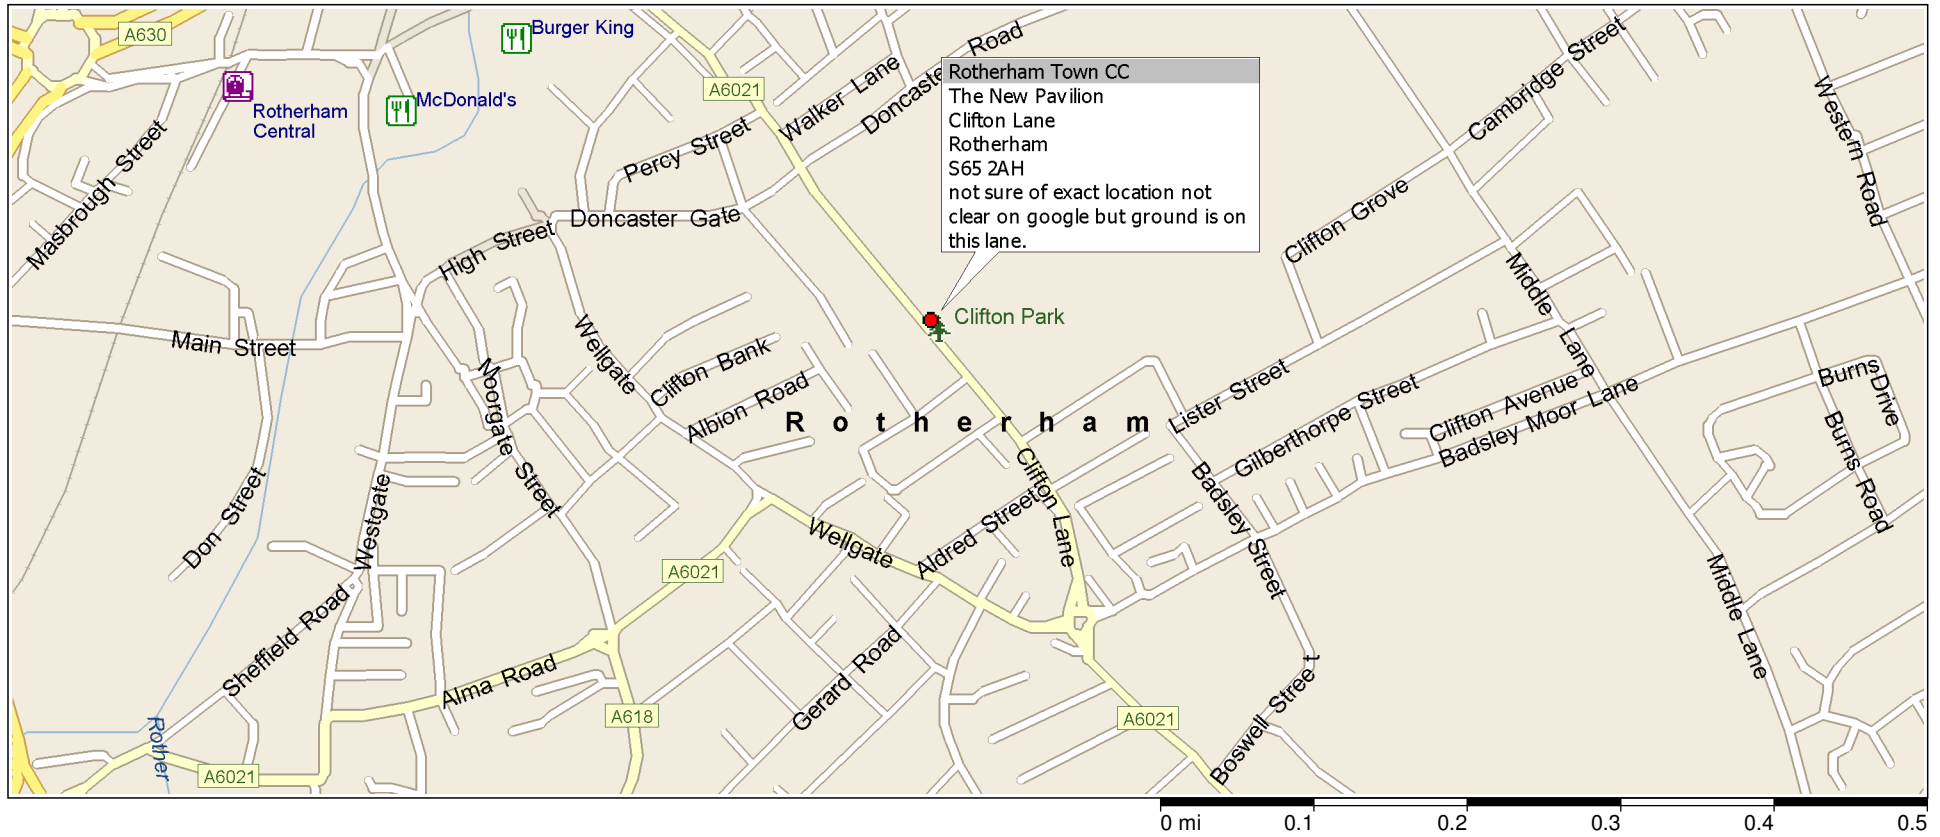 A630
Burger King
McDonald's
Rotherham
Central
Masbrough Street
A6021
Walker Lane
Doncaste
Road
Percy Street
Doncaster Gate
High Street
Rotherham Town CC
The New Pavilion
Clifton Lane
Rotherham
S65 2AH
not sure of exact location not
clear on google but ground is on
this lane.
Cambridge Street
Western Road
Clifton Grove
Middle Lane
Clifton Park
Main Street
Wellgate
Clifton Bank
Albion Road
Moorgate Street
Rotherham
Lister Street
Gilberthorpe Street
Clifton Avenue
Badsley Moor Lane
Burns Drive
Burns Road
Badsley Street
Clifton Lane
Aldred Street
Wellgate
Don Street
Westgate
A6021
Sheffield Road
Alma Road
Gerard Road
A618
A6021
Boswell Street
Middle Lane
Rother
A6021
0 mi 0.1 0.2 0.3 0.4 0.5